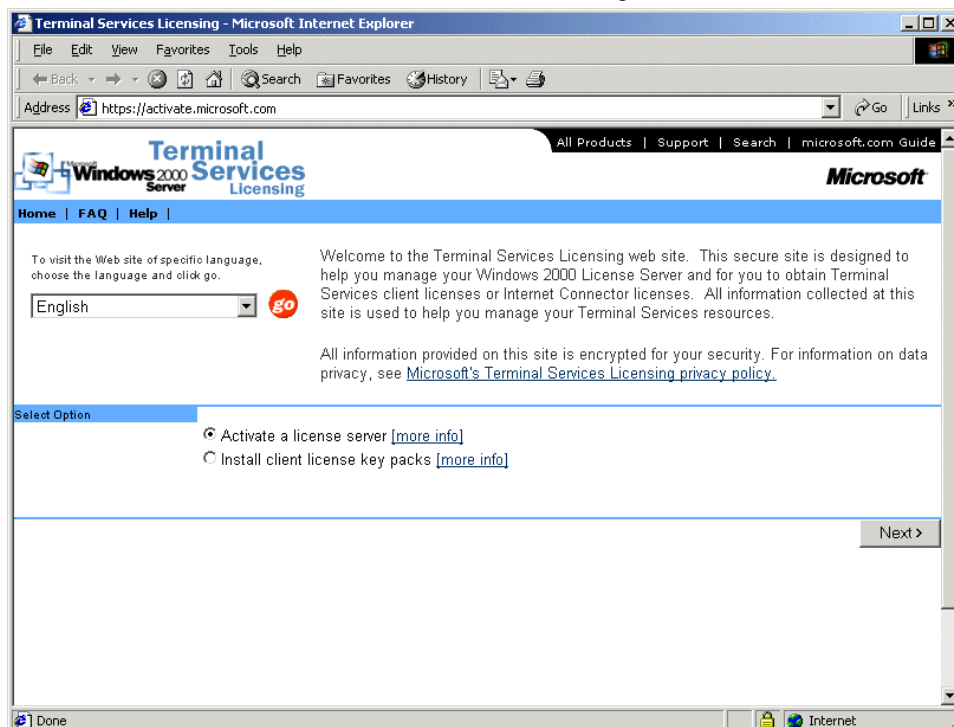 Terminal Services Licensing - Microsoft Internet Explorer
File Edit View Favorites Tools Help
Back Search Favorites History
Address https://activate.microsoft.com Go Links »
All Products | Support | Search | microsoft.com Guide
Microsoft Windows 2000 Server
Terminal Services Licensing
Microsoft
Home | FAQ | Help |
To visit the Web site of specific language,
choose the language and click go.
English go
Welcome to the Terminal Services Licensing web site. This secure site is designed to
help you manage your Windows 2000 License Server and for you to obtain Terminal
Services client licenses or Internet Connector licenses. All information collected at this
site is used to help you manage your Terminal Services resources.
All information provided on this site is encrypted for your security. For information on data
privacy, see Microsoft's Terminal Services Licensing privacy policy.
Select Option
Activate a license server [more info]
Install client license key packs [more info]
Next >
Done Internet